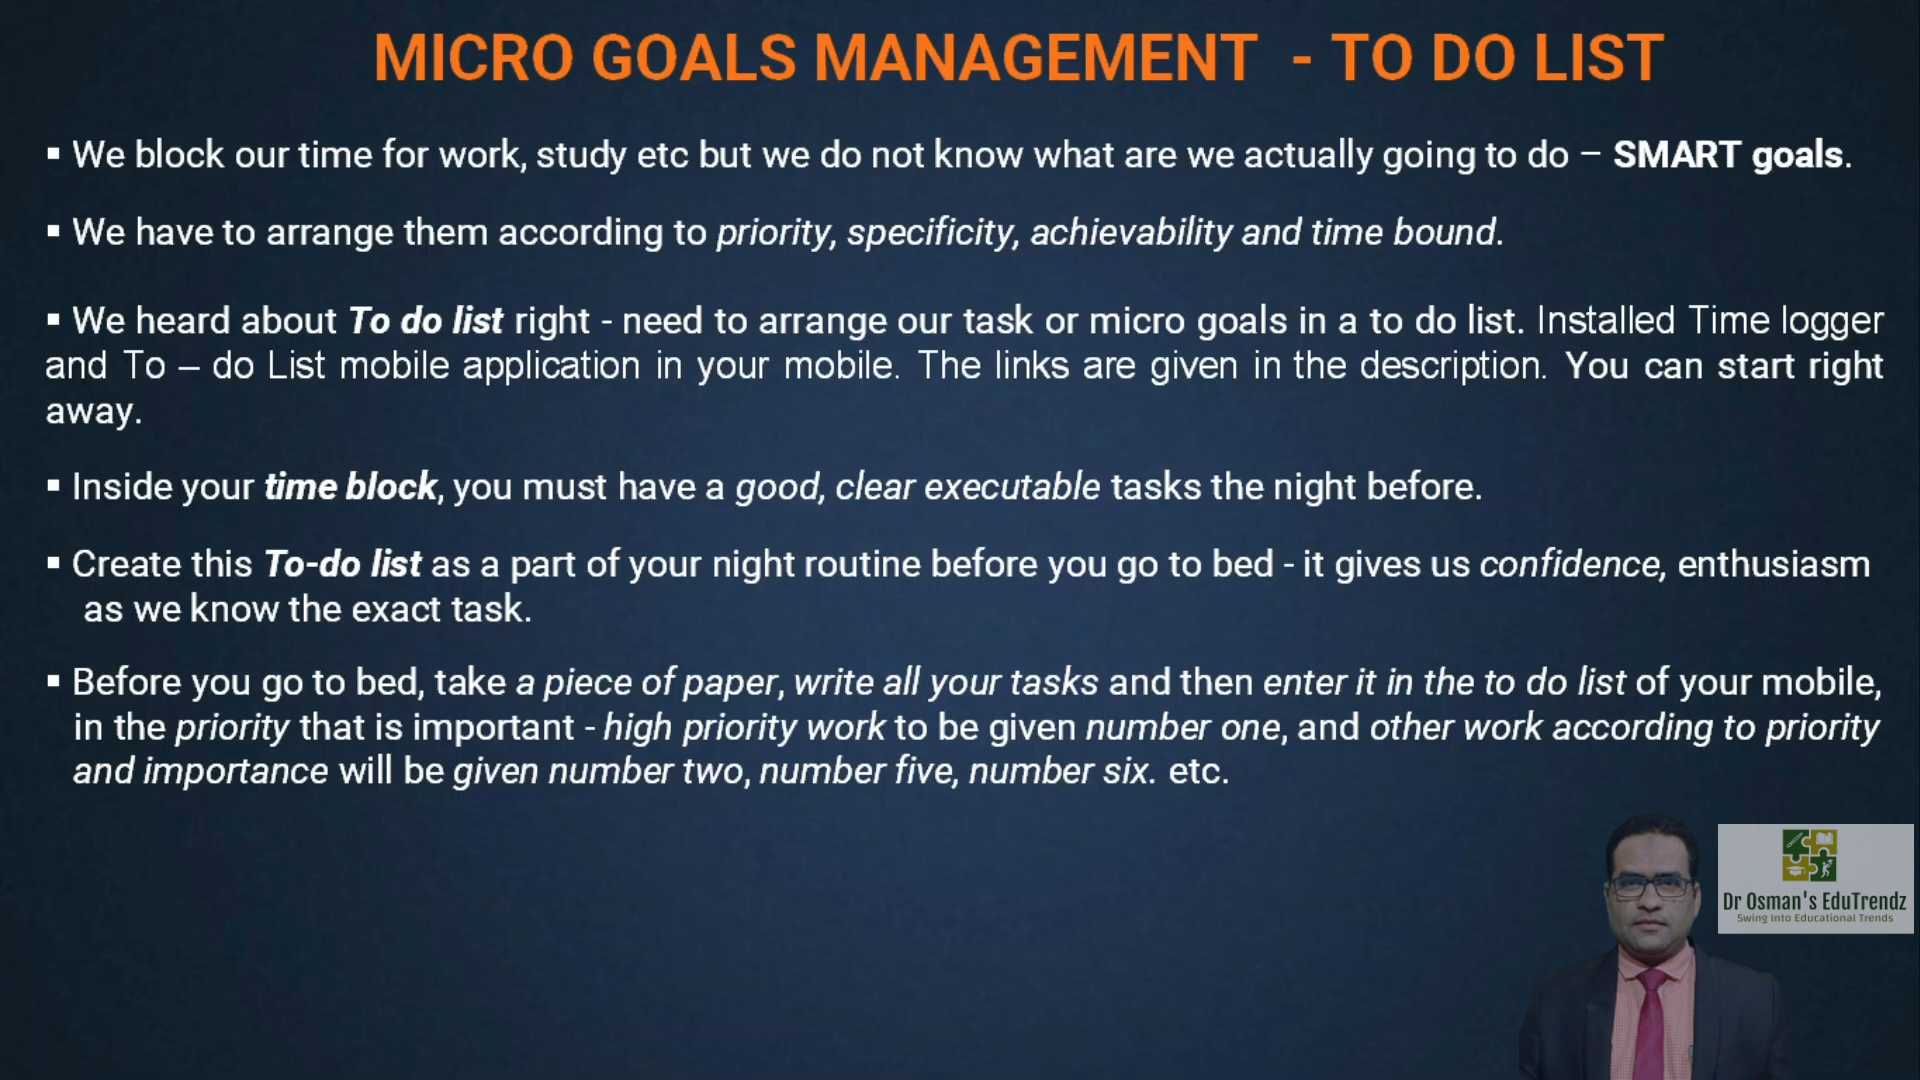 MICRO GOALS MANAGEMENT - TO DO LIST
▪ We block our time for work, study etc but we do not know what are we actually going to do – SMART goals.
▪ We have to arrange them according to priority, specificity, achievability and time bound.
▪ We heard about To do list right - need to arrange our task or micro goals in a to do list. Installed Time logger
and To – do List mobile application in your mobile. The links are given in the description. You can start right
away.
▪ Inside your time block, you must have a good, clear executable tasks the night before.
▪ Create this To-do list as a part of your night routine before you go to bed - it gives us confidence, enthusiasm
as we know the exact task.
▪ Before you go to bed, take a piece of paper, write all your tasks and then enter it in the to do list of your mobile,
in the priority that is important - high priority work to be given number one, and other work according to priority
and importance will be given number two, number five, number six. etc.
Dr Osman's EduTrendz
Swing Into Educational Trends